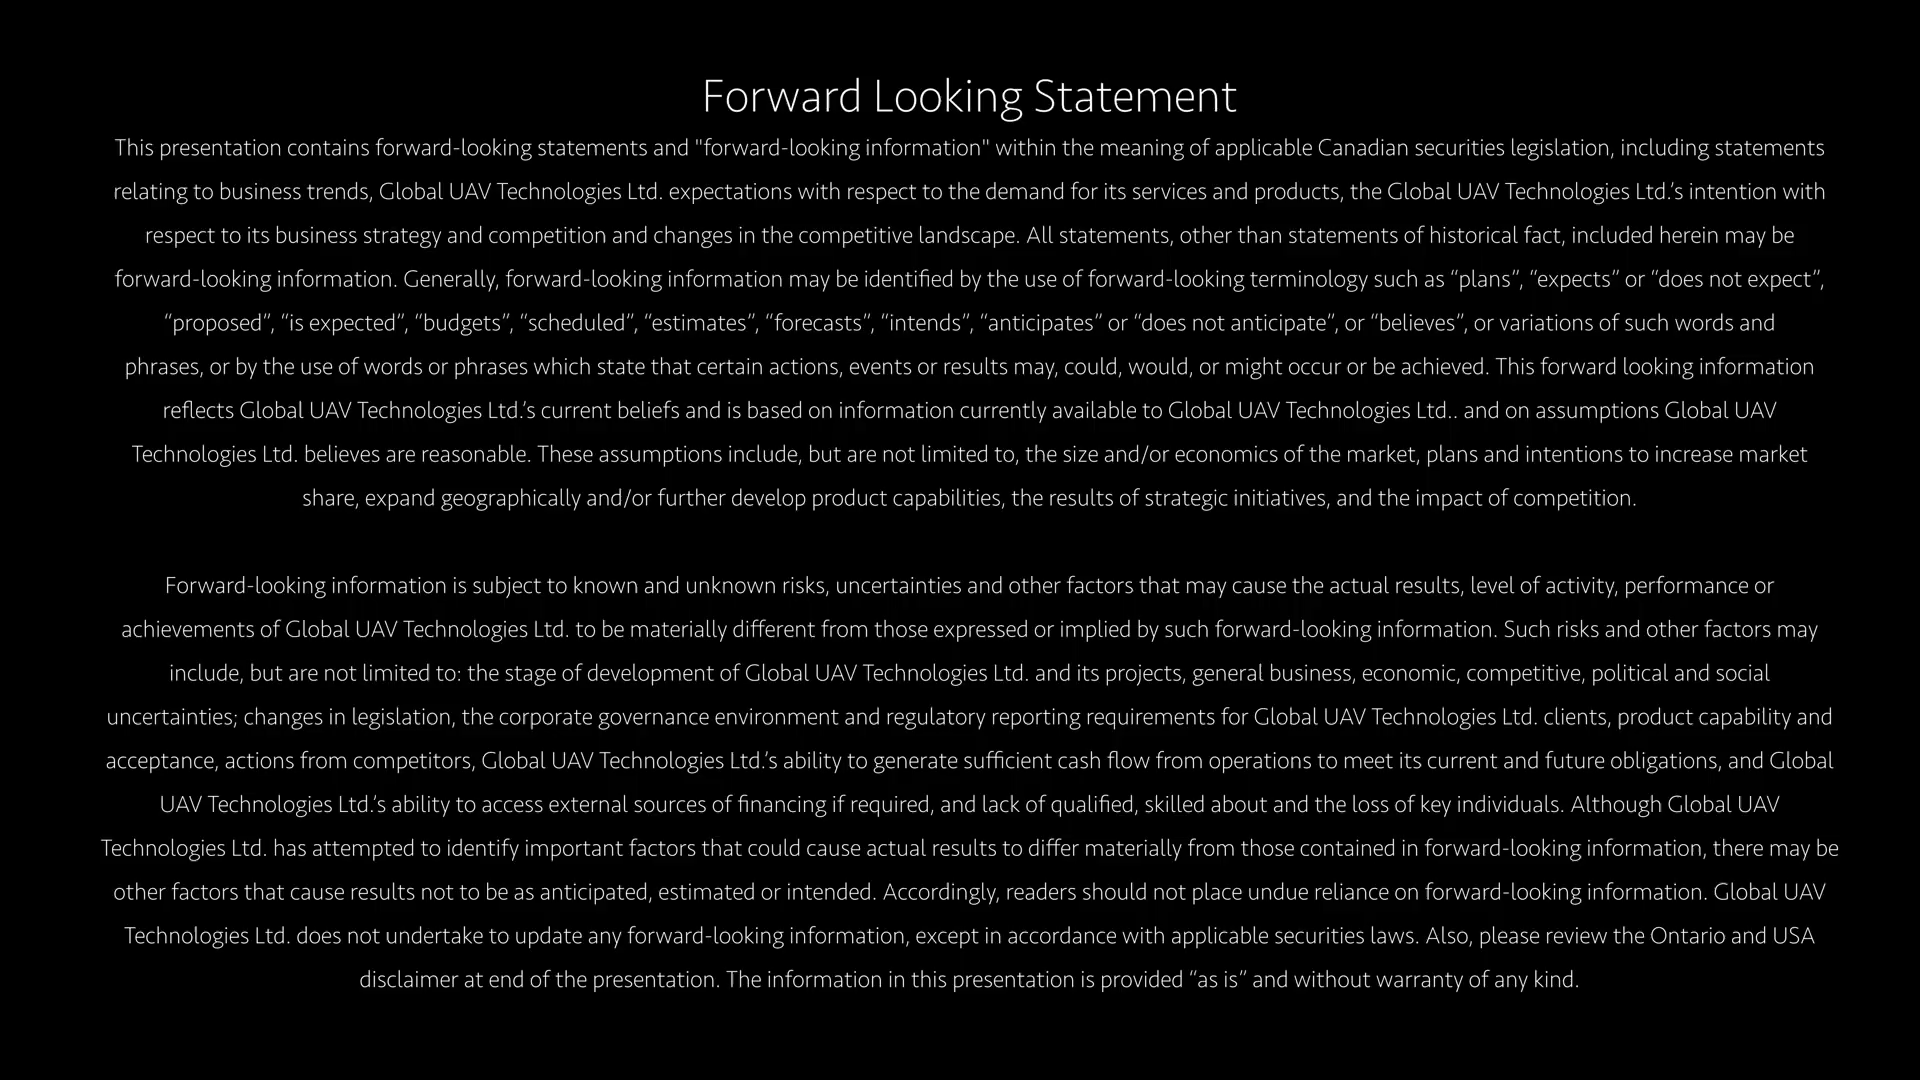 Forward Looking Statement
This presentation contains forward-looking statements and "forward-looking information" within the meaning of applicable Canadian securities legislation, including statements
relating to business trends, Global UAV Technologies Ltd. expectations with respect to the demand for its services and products, the Global UAV Technologies Ltd.’s intention with
respect to its business strategy and competition and changes in the competitive landscape. All statements, other than statements of historical fact, included herein may be
forward-looking information. Generally, forward-looking information may be identified by the use of forward-looking terminology such as “plans”, “expects” or “does not expect”,
“proposed”, “is expected”, “budgets”, “scheduled”, “estimates”, “forecasts”, “intends”, “anticipates” or “does not anticipate”, or “believes”, or variations of such words and
phrases, or by the use of words or phrases which state that certain actions, events or results may, could, would, or might occur or be achieved. This forward looking information
reflects Global UAV Technologies Ltd.’s current beliefs and is based on information currently available to Global UAV Technologies Ltd.. and on assumptions Global UAV
Technologies Ltd. believes are reasonable. These assumptions include, but are not limited to, the size and/or economics of the market, plans and intentions to increase market
share, expand geographically and/or further develop product capabilities, the results of strategic initiatives, and the impact of competition.
Forward-looking information is subject to known and unknown risks, uncertainties and other factors that may cause the actual results, level of activity, performance or
achievements of Global UAV Technologies Ltd. to be materially different from those expressed or implied by such forward-looking information. Such risks and other factors may
include, but are not limited to: the stage of development of Global UAV Technologies Ltd. and its projects, general business, economic, competitive, political and social
uncertainties; changes in legislation, the corporate governance environment and regulatory reporting requirements for Global UAV Technologies Ltd. clients, product capability and
acceptance, actions from competitors, Global UAV Technologies Ltd.’s ability to generate sufficient cash flow from operations to meet its current and future obligations, and Global
UAV Technologies Ltd.’s ability to access external sources of financing if required, and lack of qualified, skilled about and the loss of key individuals. Although Global UAV
Technologies Ltd. has attempted to identify important factors that could cause actual results to differ materially from those contained in forward-looking information, there may be
other factors that cause results not to be as anticipated, estimated or intended. Accordingly, readers should not place undue reliance on forward-looking information. Global UAV
Technologies Ltd. does not undertake to update any forward-looking information, except in accordance with applicable securities laws. Also, please review the Ontario and USA
disclaimer at end of the presentation. The information in this presentation is provided “as is” and without warranty of any kind.